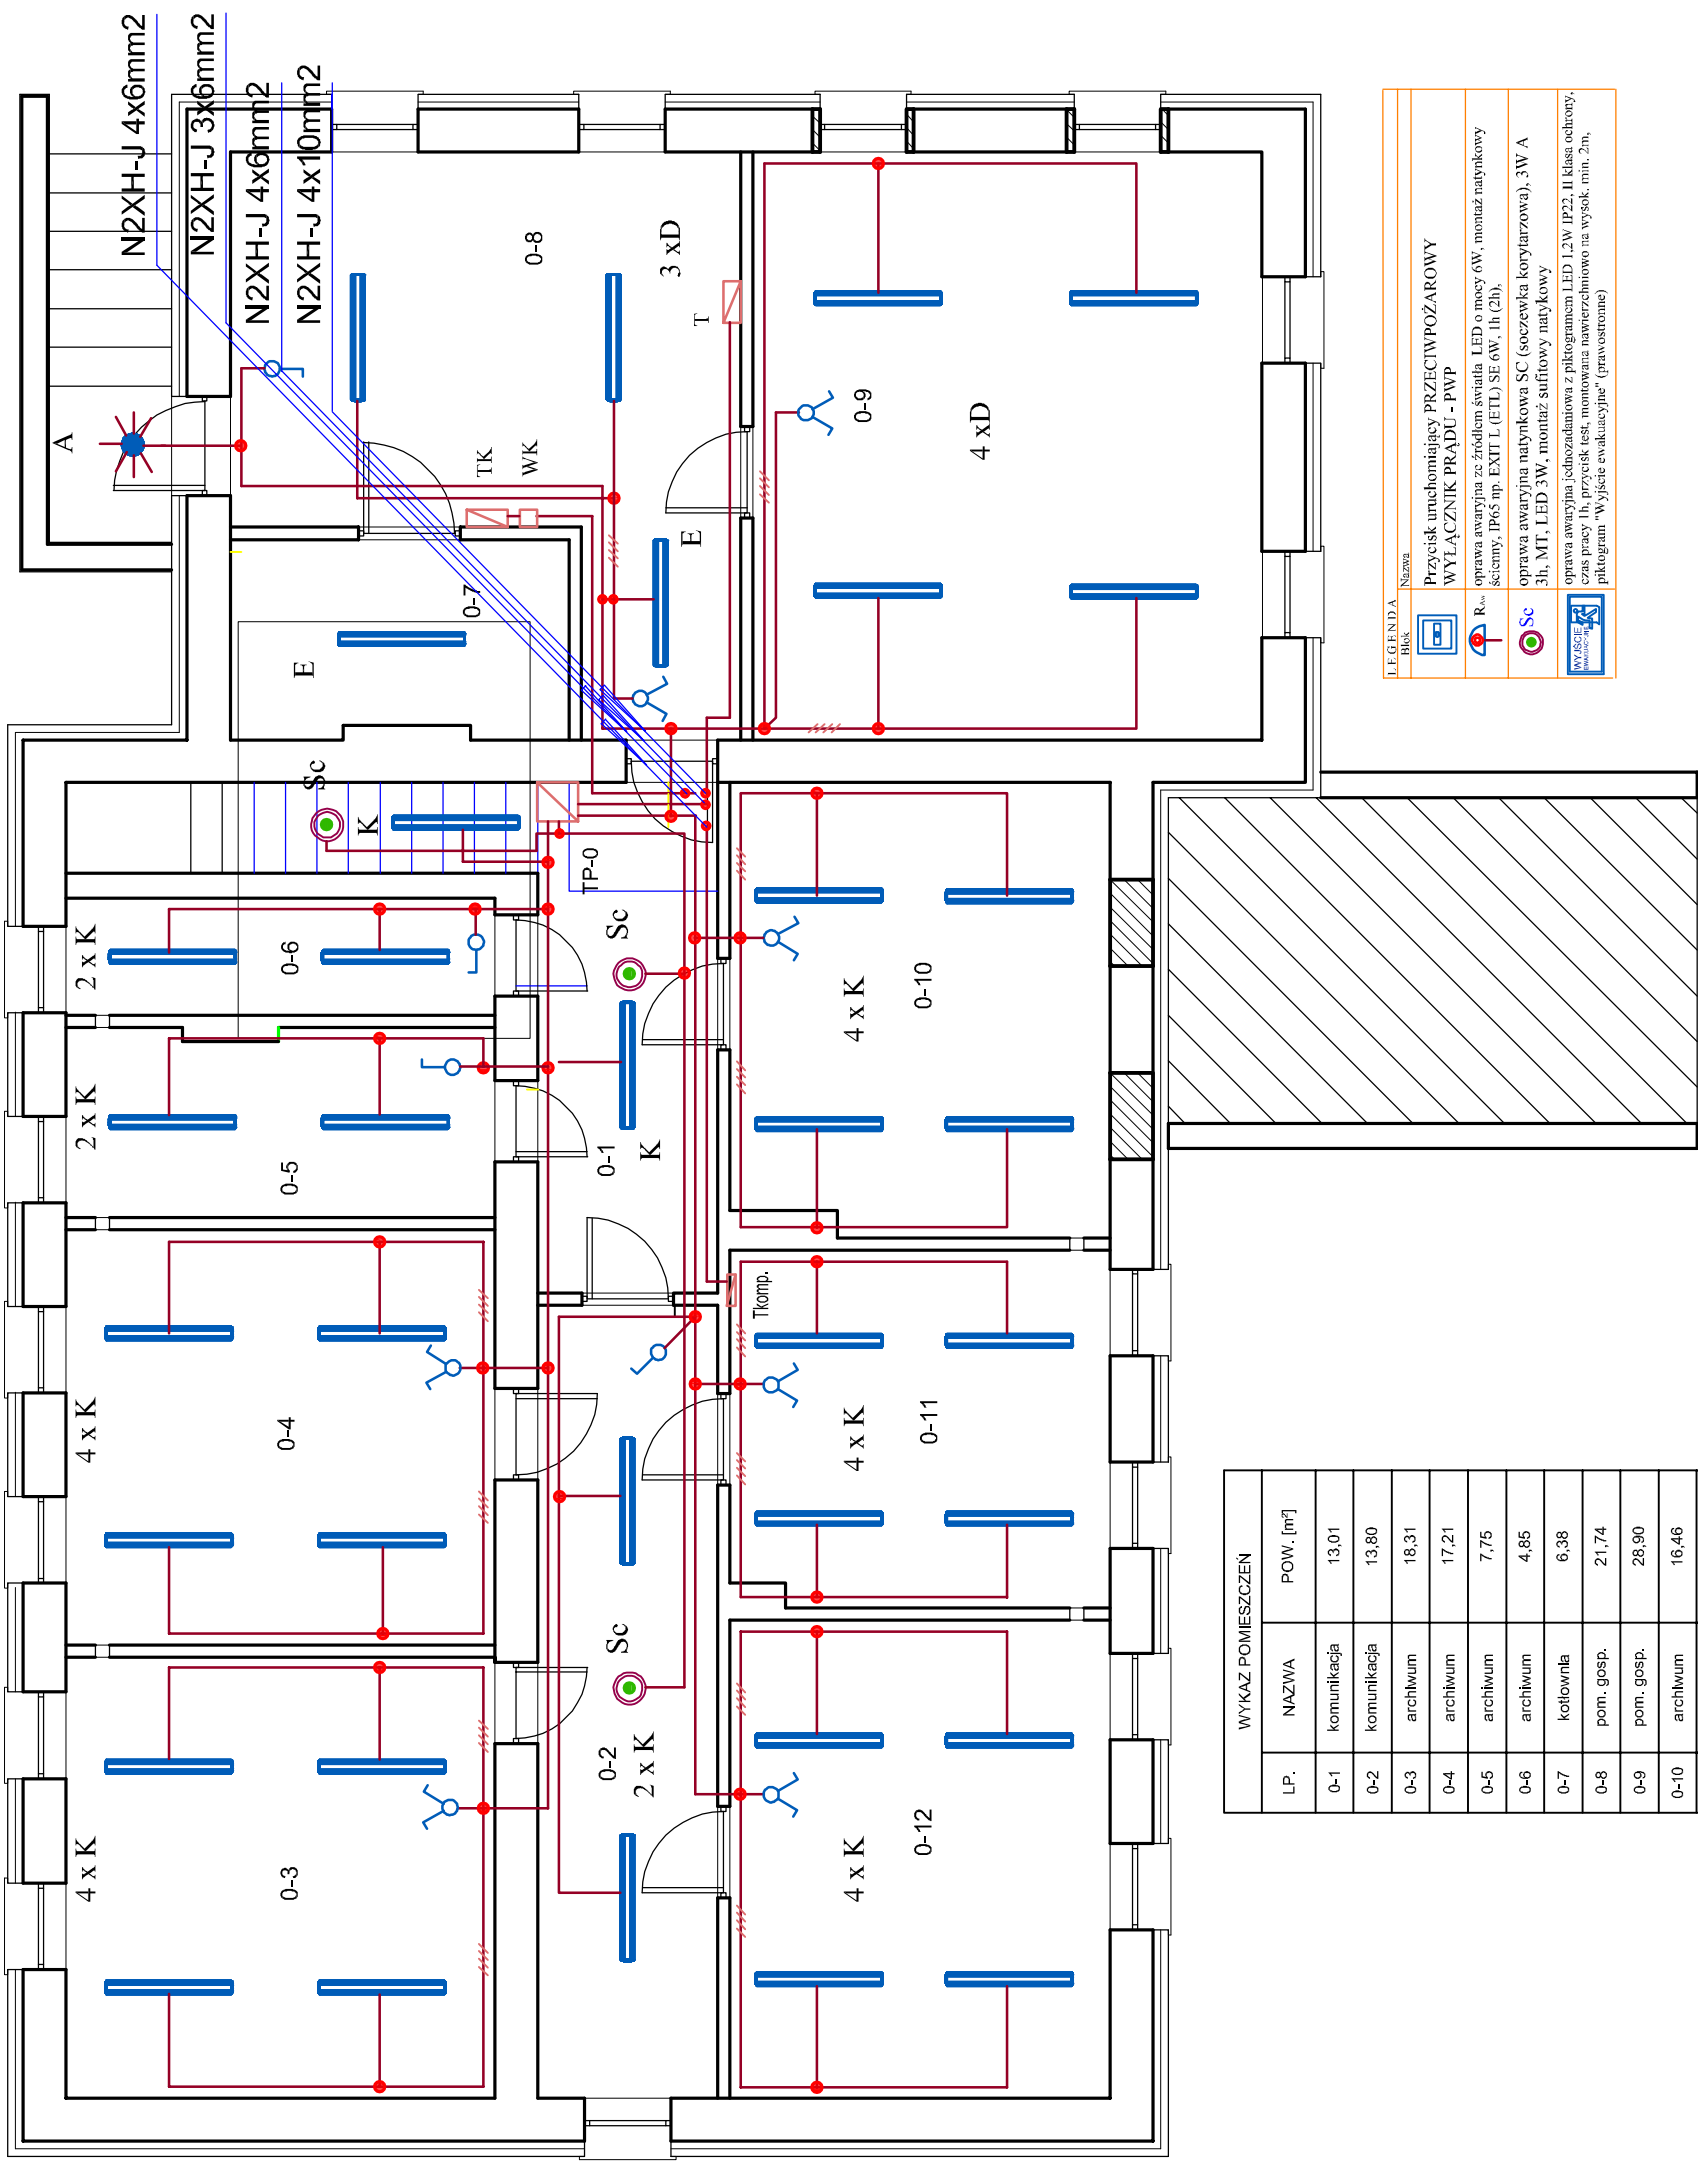 N2XH-J 4x6mm2
N2XH-J 3x6mm2
N2XH-J 4x6mm2
N2XH-J 4x10mm2
A
0-8
3 xD
T
TK
WK
E
0-7
E
0-9
4 xD
Sc
K
TP-0
2 x K
0-6
Sc
2 x K
0-5
0-1
K
4 x K
0-10
4 x K
0-4
Tkomp.
4 x K
0-11
4 x K
0-3
Sc
0-2
2 x K
4 x K
0-12
LEGENDA
Blok Nazwa
Przycisk uruchomiający PRZECIWPOŻAROWY
WYŁĄCZNIK PRĄDU - PWP
RAw
oprawa awaryjna ze źródłem światła LED o mocy 6W, montaż natynkowy
ścienny, IP65 np. EXIT L (ETL) SE 6W, 1h (2h),
Sc
oprawa awaryjna natynkowa SC (soczewka korytarzowa), 3W A
3h, MT, LED 3W, montaż sufitowy natykowy
WYJŚCIE
EWAKUACYJNE
oprawa awaryjna jednozadaniowa z piktogramem LED 1,2W IP22, II klasa ochrony,
czas pracy 1h, przycisk test, montowana nawierzchniowo na wysok. min. 2m,
piktogram "Wyjście ewakuacyjne" (prawostronne)
WYKAZ POMIESZCZEŃ
LP. NAZWA POW. [m²]
0-1 komunikacja 13,01
0-2 komunikacja 13,80
0-3 archiwum 18,31
0-4 archiwum 17,21
0-5 archiwum 7,75
0-6 archiwum 4,85
0-7 kotłownia 6,38
0-8 pom. gosp. 21,74
0-9 pom. gosp. 28,90
0-10 archiwum 16,46